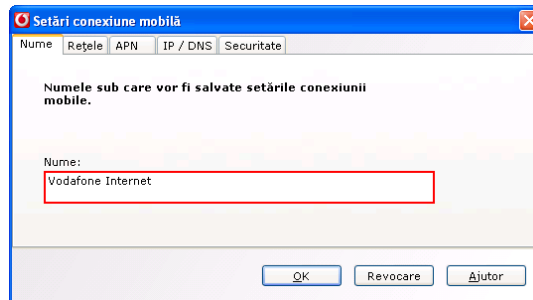 Setări conexiune mobilă
Nume Rețele APN IP / DNS Securitate
Numele sub care vor fi salvate setările conexiunii
mobile.
Nume:
Vodafone Internet
OK Revocare Ajutor